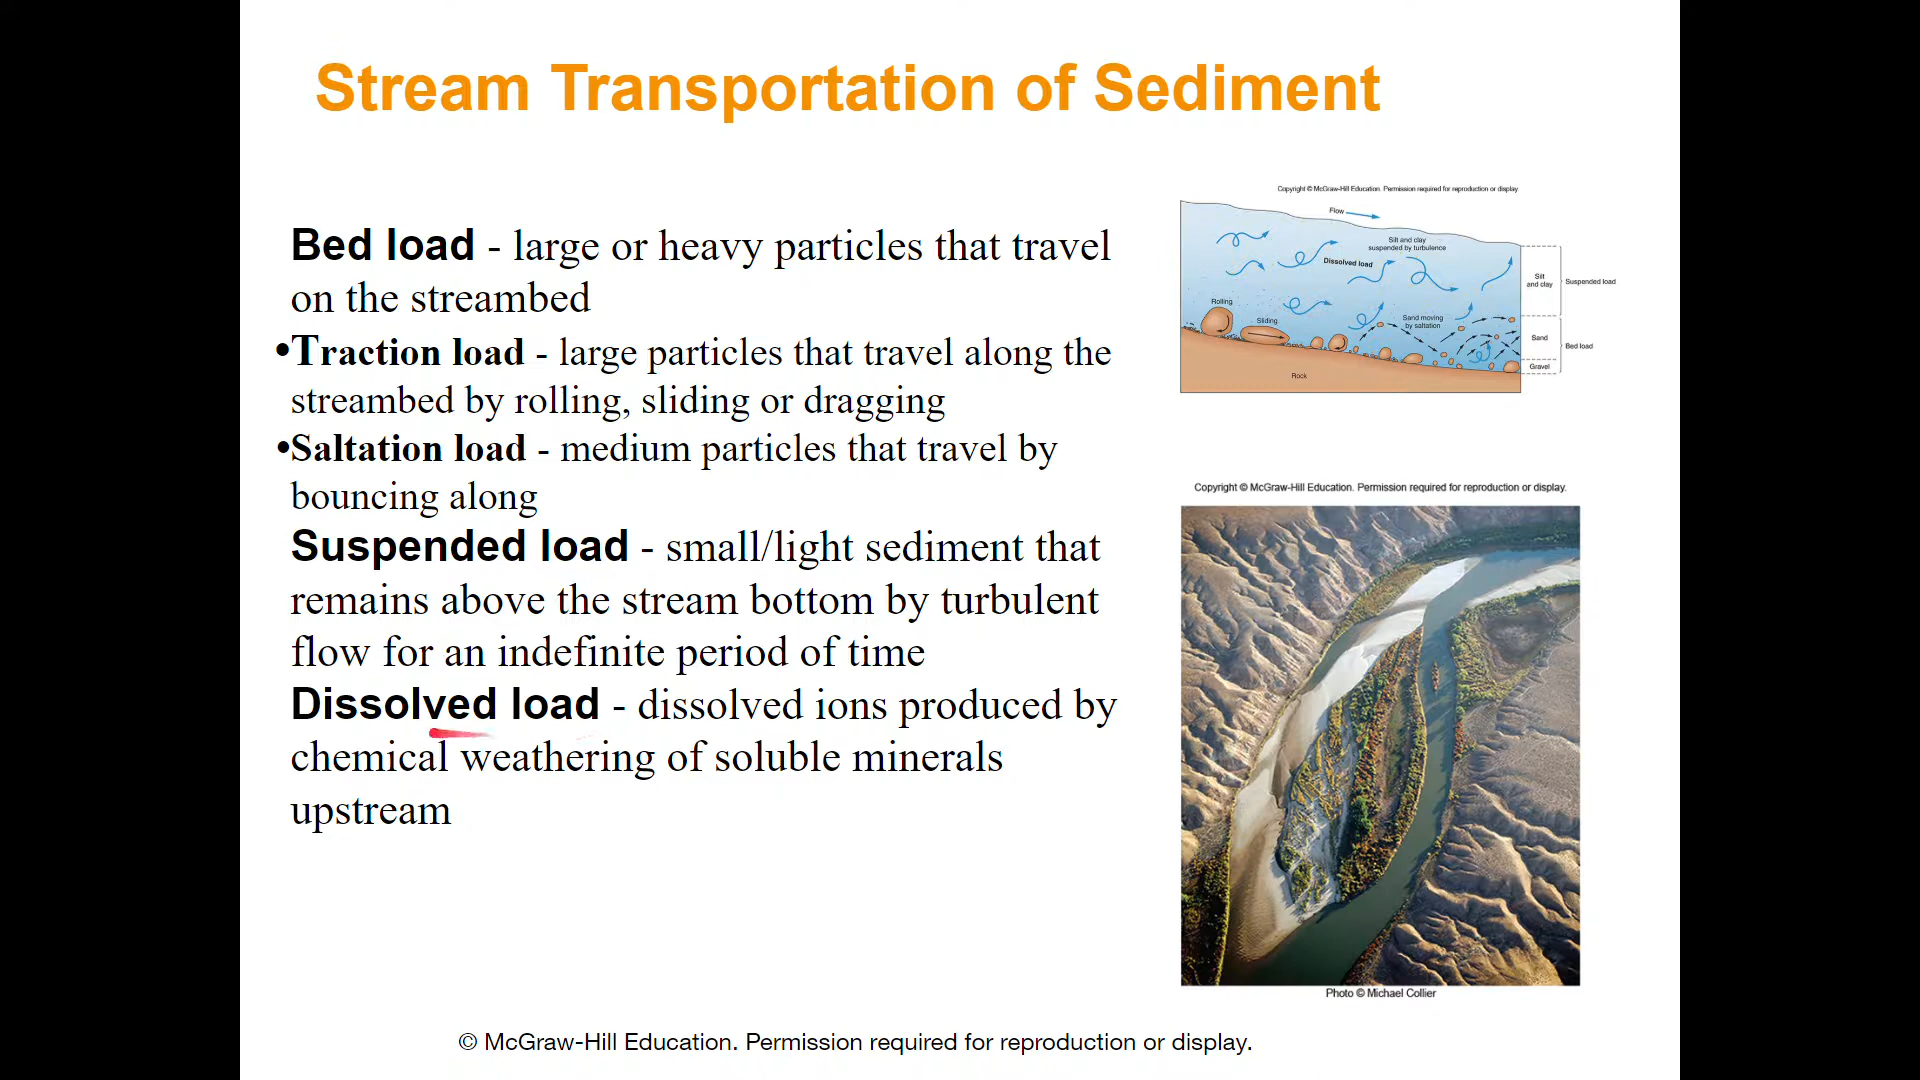 Stream Transportation of Sediment
Bed load - large or heavy particles that travel
on the streambed
•Traction load - large particles that travel along the
streambed by rolling, sliding or dragging
•Saltation load - medium particles that travel by
bouncing along
Suspended load - small/light sediment that
remains above the stream bottom by turbulent
flow for an indefinite period of time
Dissolved load - dissolved ions produced by
chemical weathering of soluble minerals
upstream
Copyright © McGraw-Hill Education. Permission required for reproduction or display.
Flow
Silt and clay
suspended by turbulence
Dissolved load
Silt
and clay
Suspended load
Rolling
Sliding
Sand moving
by saltation
Sand
Bed load
Gravel
Rock
Copyright © McGraw-Hill Education. Permission required for reproduction or display.
Photo © Michael Collier
© McGraw-Hill Education. Permission required for reproduction or display.